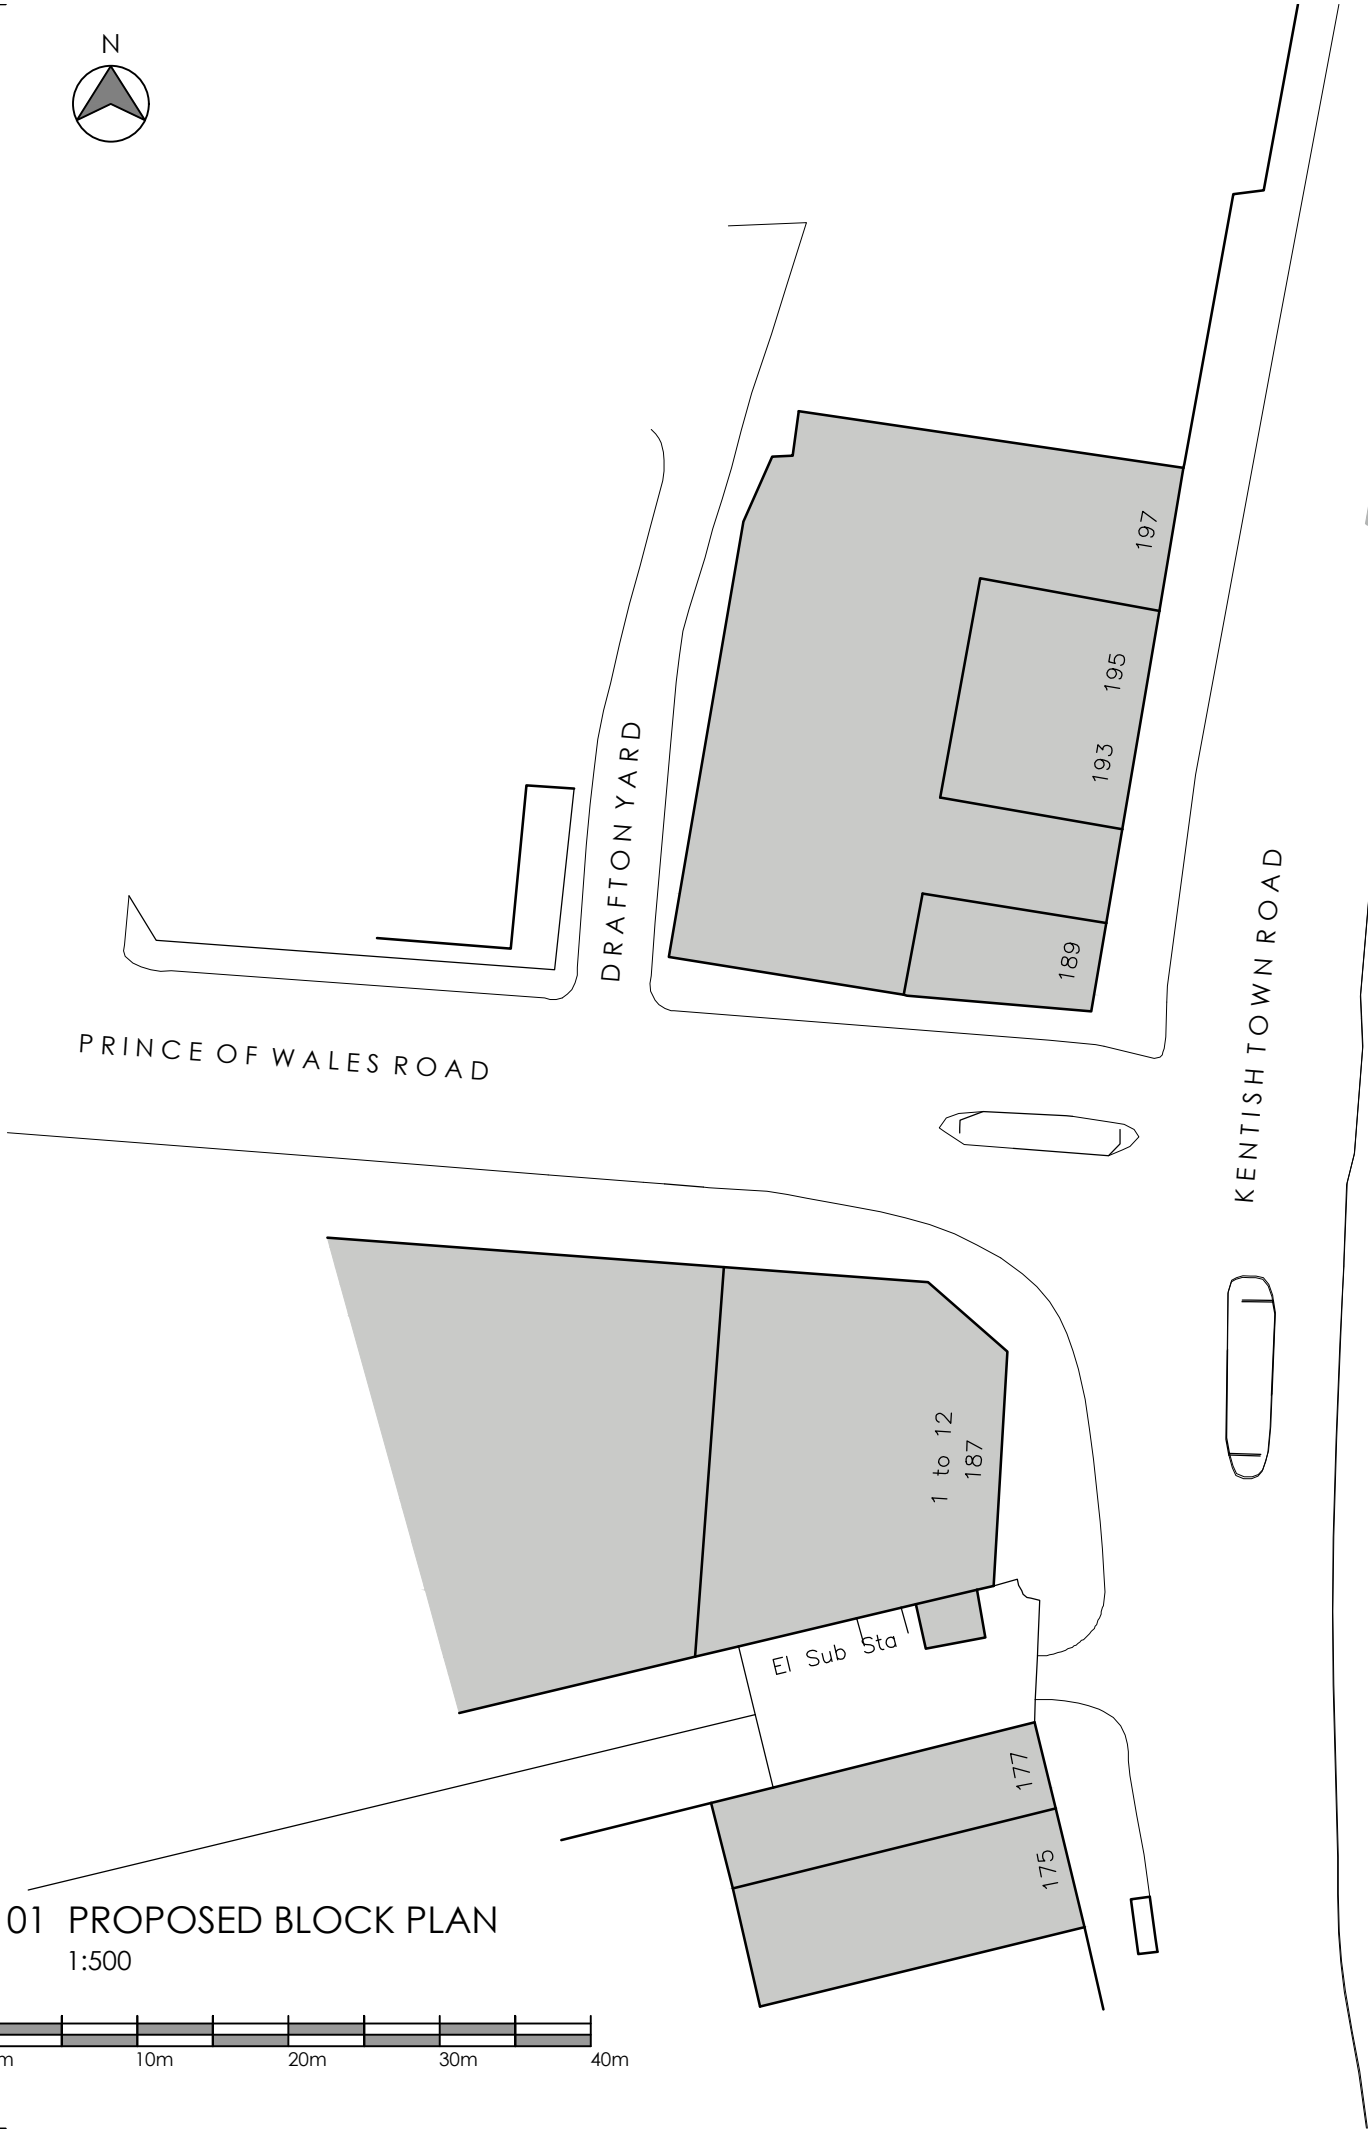 N
197
195
193
DRAFTON YARD
189
KENTISH TOWN ROAD
PRINCE OF WALES ROAD
1 to 12
187
El Sub Sta
177
175
01 PROPOSED BLOCK PLAN
1:500
m 10m 20m 30m 40m